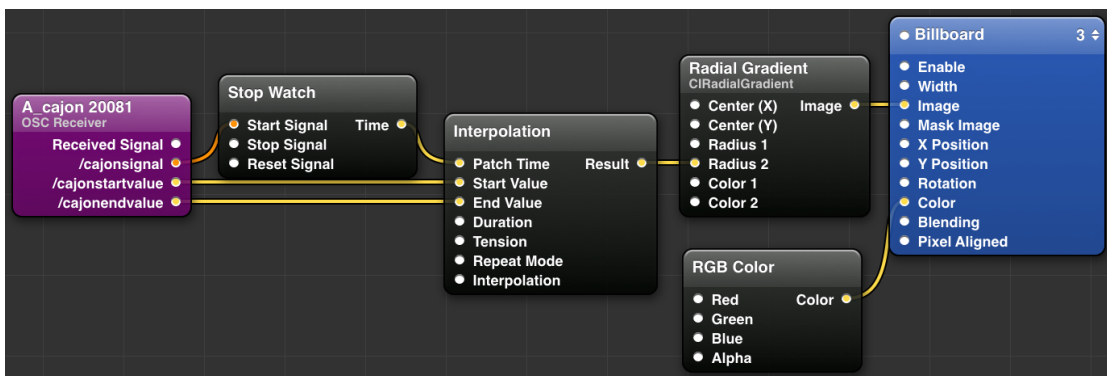 A_cajon 20081
OSC Receiver
Received Signal
/cajonsignal
/cajonstartvalue
/cajonendvalue
Stop Watch
Start Signal Time
Stop Signal
Reset Signal
Interpolation
Patch Time Result
Start Value
End Value
Duration
Tension
Repeat Mode
Interpolation
Radial Gradient
CIRadialGradient
Center (X) Image
Center (Y)
Radius 1
Radius 2
Color 1
Color 2
RGB Color
Red Color
Green
Blue
Alpha
Billboard 3
Enable
Width
Image
Mask Image
X Position
Y Position
Rotation
Color
Blending
Pixel Aligned